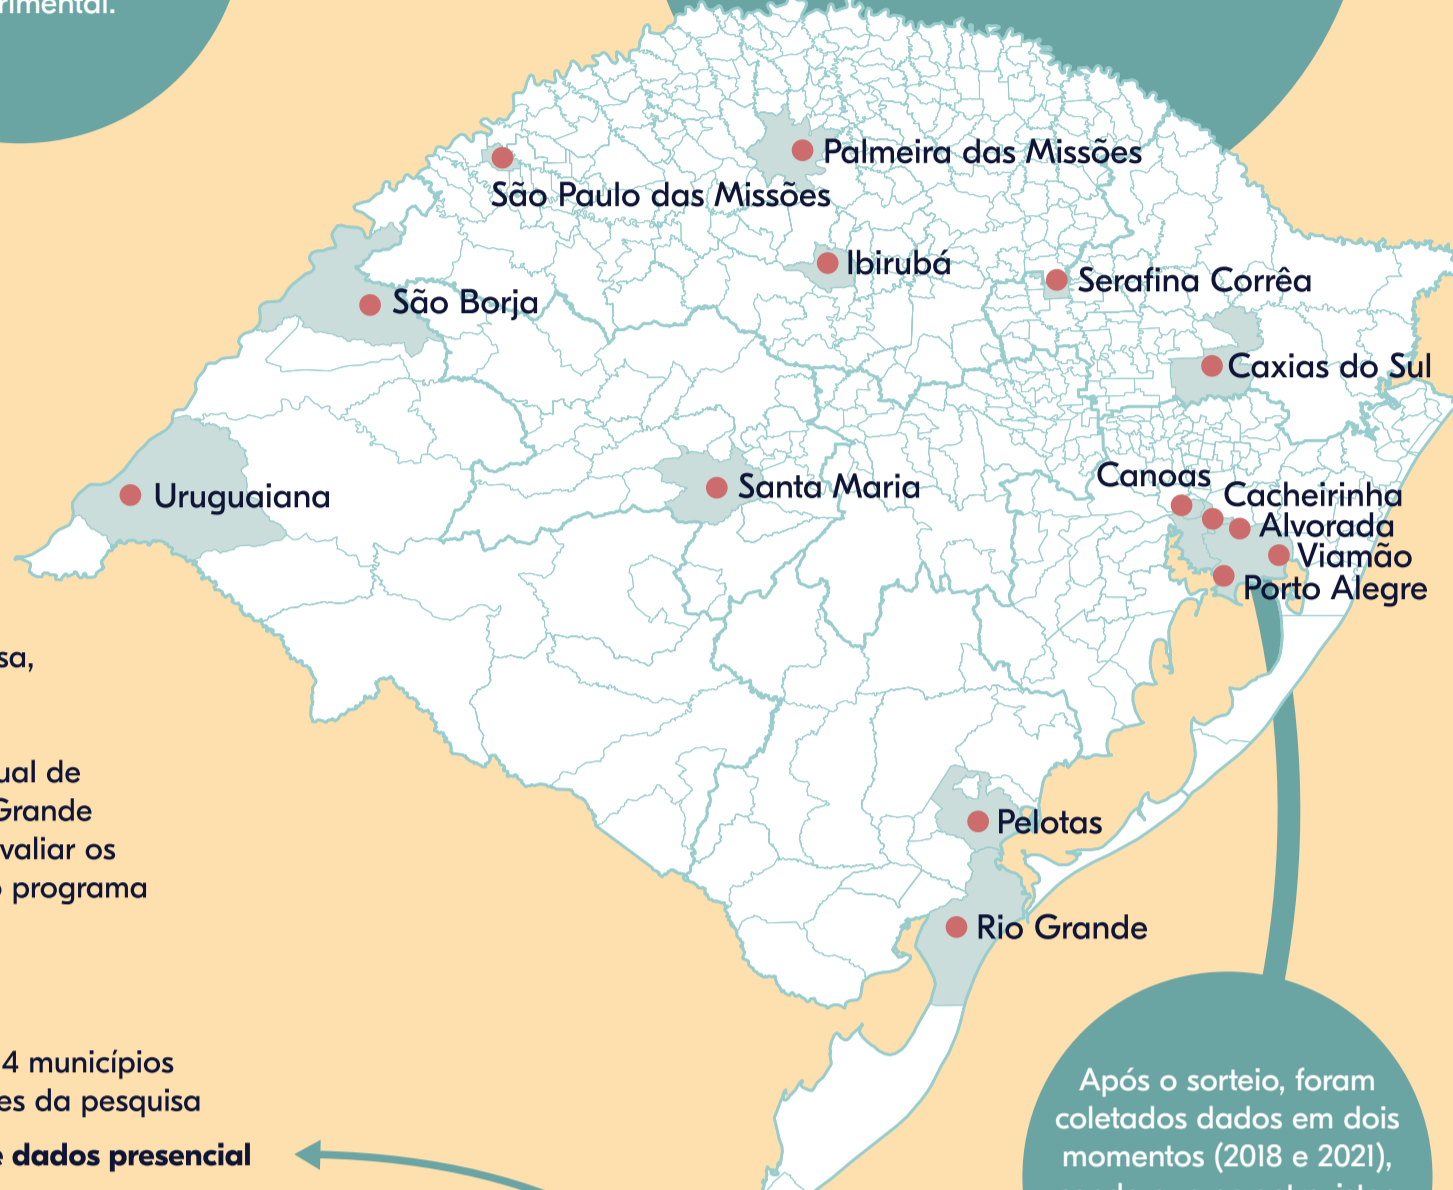 rimental.
Palmeira das Missões
São Paulo das Missões
Ibirubá
Serafina Corrêa
São Borja
Caxias do Sul
Canoas
Santa Maria
Uruguaiana
Cacheirinha
Alvorada
Viamão
Porto Alegre
sa,
ual de
Grande
valiar os
programa
Pelotas
Rio Grande
4 municípios
es da pesquisa
e dados presencial
Após o sorteio, foram
coletados dados em dois
momentos (2018 e 2021),